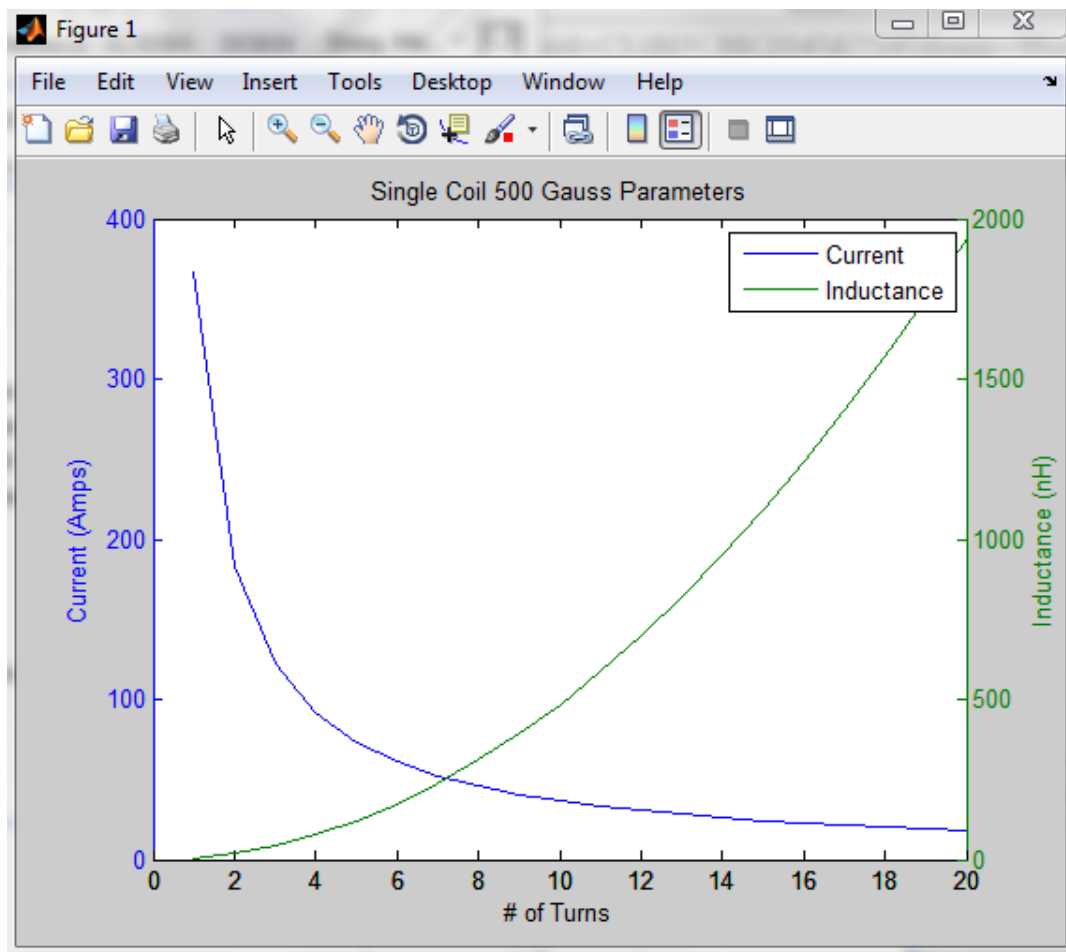 Figure 1
File Edit View Insert Tools Desktop Window Help
Single Coil 500 Gauss Parameters
400
300
200
100
0
Current (Amps)
2000
1500
1000
500
0
Inductance (nH)
Current
Inductance
0 2 4 6 8 10 12 14 16 18 20
# of Turns